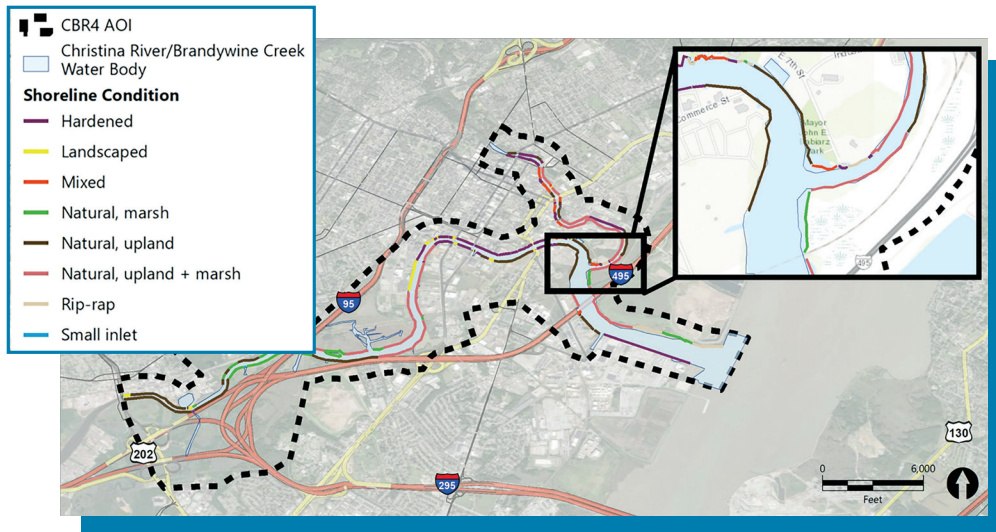 CBR4 AOI
Christina River/Brandywine Creek
Water Body
Shoreline Condition
Hardened
Landscaped
Mixed
Natural, marsh
Natural, upland
Natural, upland + marsh
Rip-rap
Small inlet
E 7th St
Commerce St
Mayor
John E.
Babiarz
Park
495
495
95
202
295
130
0
6,000
Feet